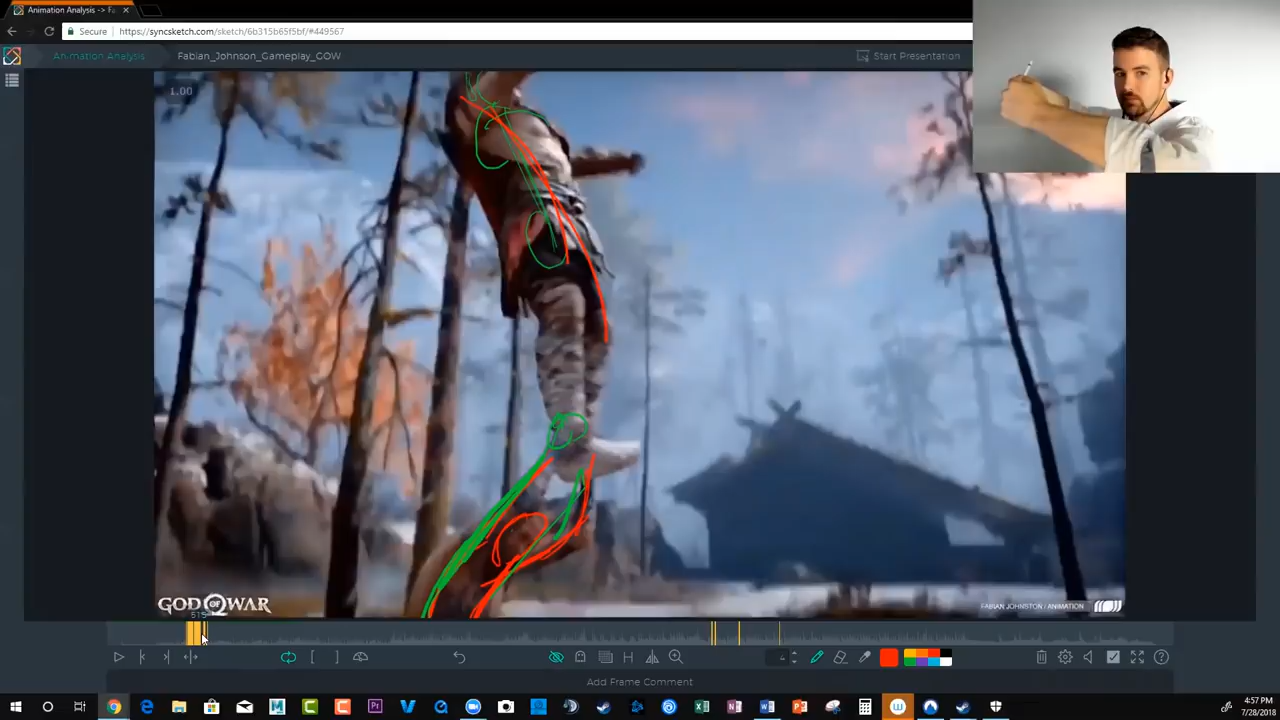 Animation Analysis -> Fa
Secure
https://syncsketch.com/sketch/6b315b65f5bf/#449567
Animation Analysis
Fabian_Johnson_Gameplay_GOW
Start Presentation
1.00
GOD OF WAR
FABIAN JOHNSTON | ANIMATION
Add Frame Comment
4:57 PM
7/28/2018